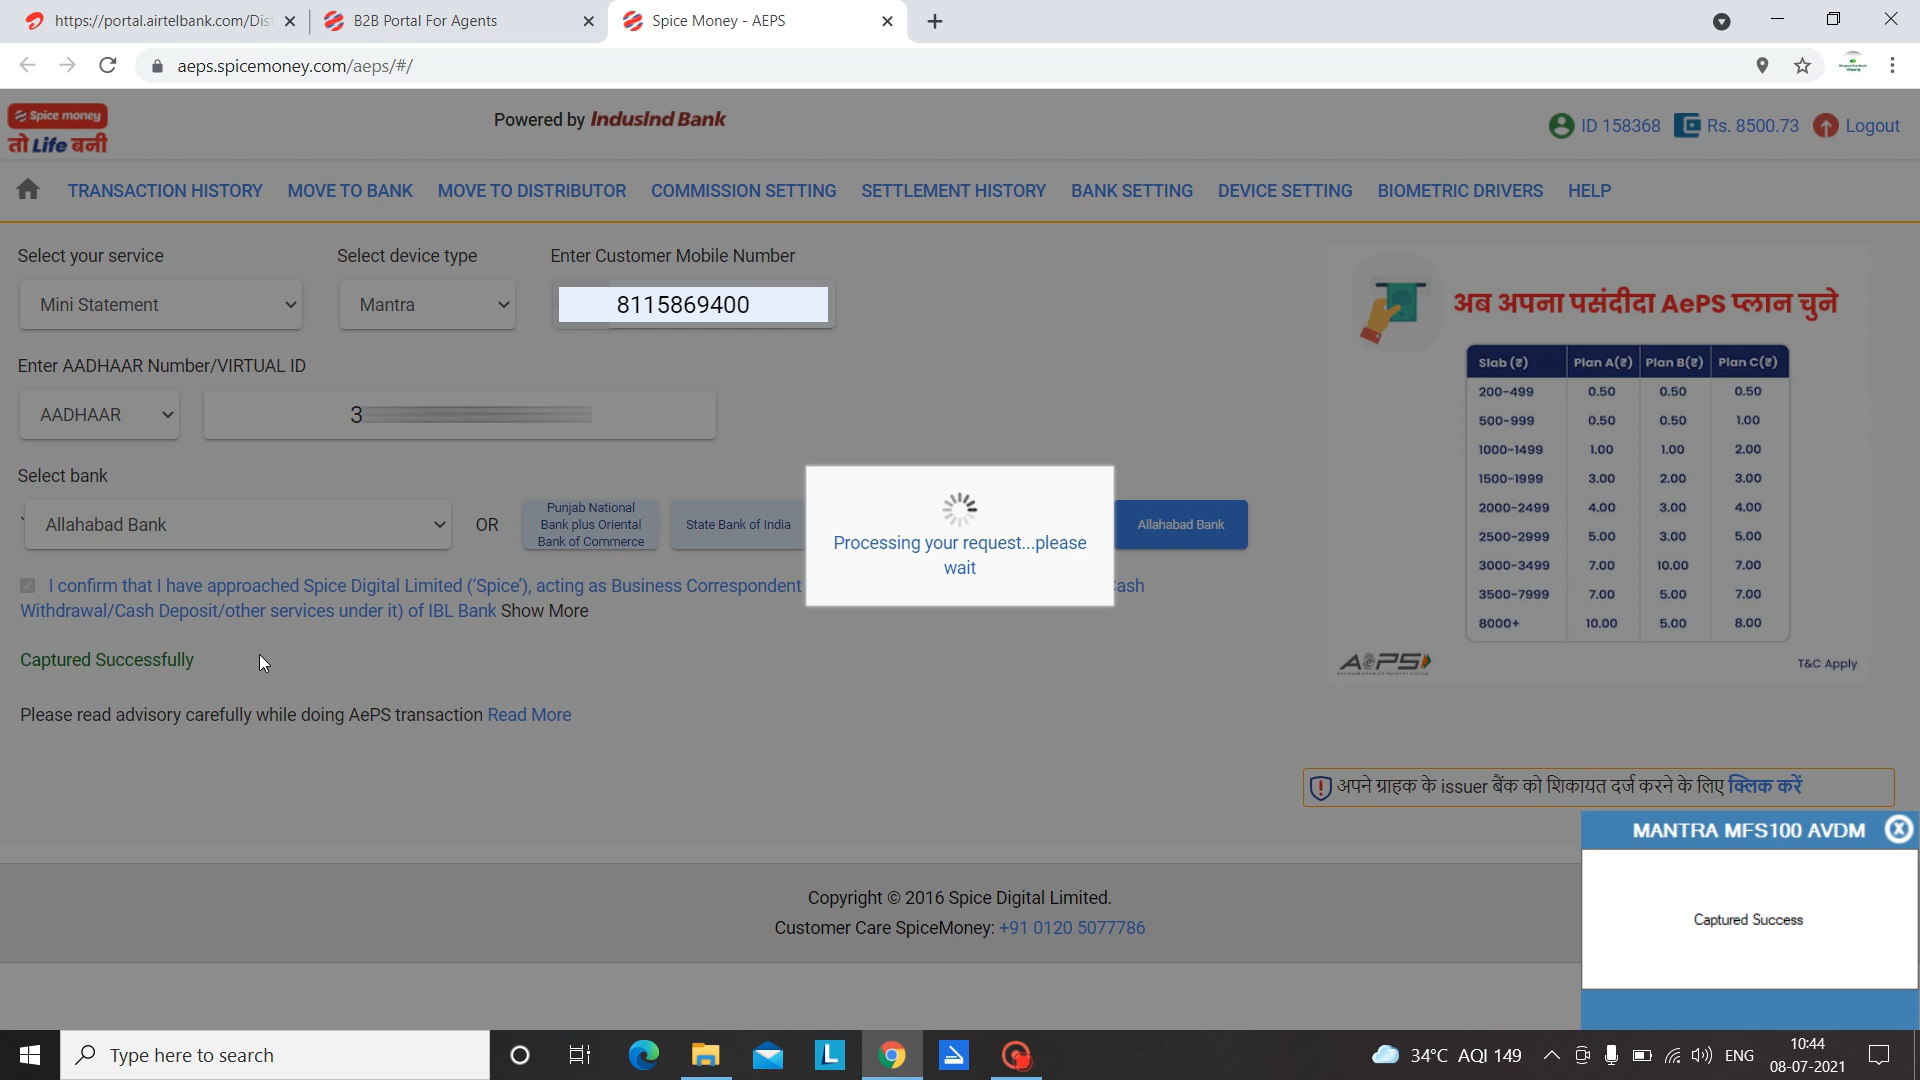 https://portal.airtelbank.com/Dis
B2B Portal For Agents
Spice Money - AEPS
aeps.spicemoney.com/aeps/#/
Spice money
तो Life बनी
Powered by IndusInd Bank
ID 158368
Rs. 8500.73
Logout
TRANSACTION HISTORY
MOVE TO BANK
MOVE TO DISTRIBUTOR
COMMISSION SETTING
SETTLEMENT HISTORY
BANK SETTING
DEVICE SETTING
BIOMETRIC DRIVERS
HELP
Select your service
Select device type
Enter Customer Mobile Number
Mini Statement
Mantra
8115869400
Enter AADHAAR Number/VIRTUAL ID
AADHAAR
3
Select bank
Allahabad Bank
OR
Punjab National
Bank plus Oriental
Bank of Commerce
State Bank of India
Allahabad Bank
Processing your request...please
wait
I confirm that I have approached Spice Digital Limited ('Spice'), acting as Business Correspondent ash
Withdrawal/Cash Deposit/other services under it) of IBL Bank Show More
Captured Successfully
Please read advisory carefully while doing AePS transaction Read More
अब अपना पसंदीदा AePS प्लान चुने
Slab (₹) Plan A(₹) Plan B(₹) Plan C(₹)
200-499 0.50 0.50 0.50
500-999 0.50 0.50 1.00
1000-1499 1.00 1.00 2.00
1500-1999 3.00 2.00 3.00
2000-2499 4.00 3.00 4.00
2500-2999 5.00 3.00 5.00
3000-3499 7.00 10.00 7.00
3500-7999 7.00 5.00 7.00
8000+ 10.00 5.00 8.00
AePS
T&C Apply
अपने ग्राहक के issuer बैंक को शिकायत दर्ज करने के लिए क्लिक करें
MANTRA MFS100 AVDM
Captured Success
Copyright © 2016 Spice Digital Limited.
Customer Care SpiceMoney: +91 0120 5077786
Type here to search
L
34°C AQI 149
ENG
10:44
08-07-2021